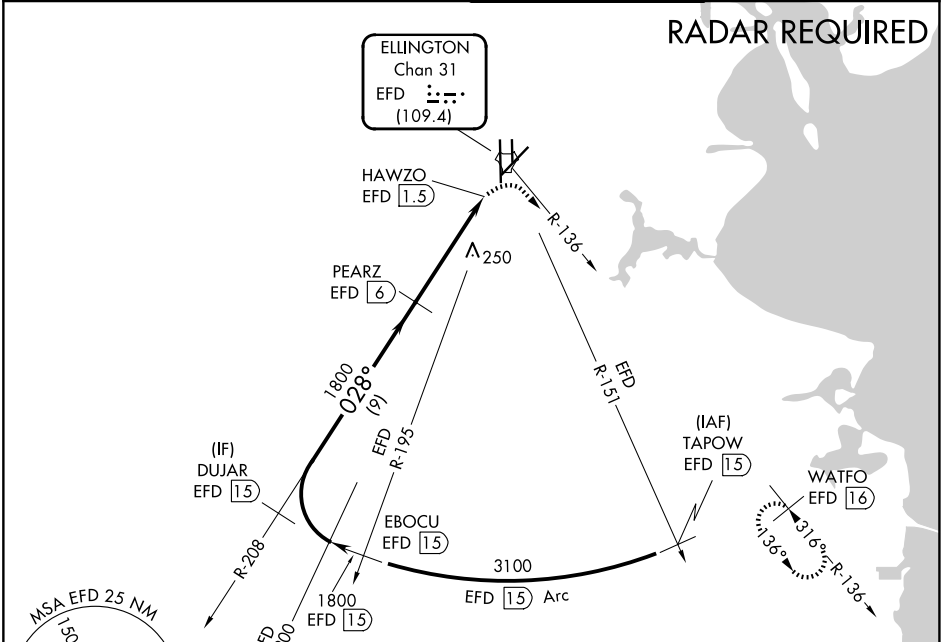 RADAR REQUIRED
ELLINGTON
Chan 31
EFD
(109.4)
HAWZO
EFD 1.5
R-136
250
PEARZ
EFD 6
1800
028°
(9)
EFD
R-195
EFD
R-151
(IF)
DUJAR
EFD 15
(IAF)
TAPOW
EFD 15
WATFO
EFD 16
316°
136°
R-136
EBOCU
EFD 15
R-208
3100
EFD 15 Arc
1800
EFD 15
MSA EFD 25 NM